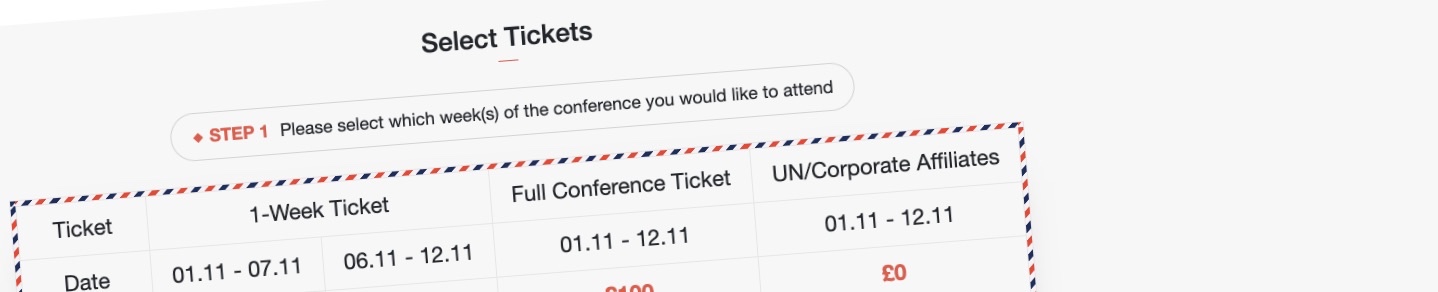 Select Tickets
◆ STEP 1 Please select which week(s) of the conference you would like to attend
Ticket 1-Week Ticket Full Conference Ticket UN/Corporate Affiliates
Date 01.11 - 07.11 06.11 - 12.11 01.11 - 12.11 01.11 - 12.11
£0